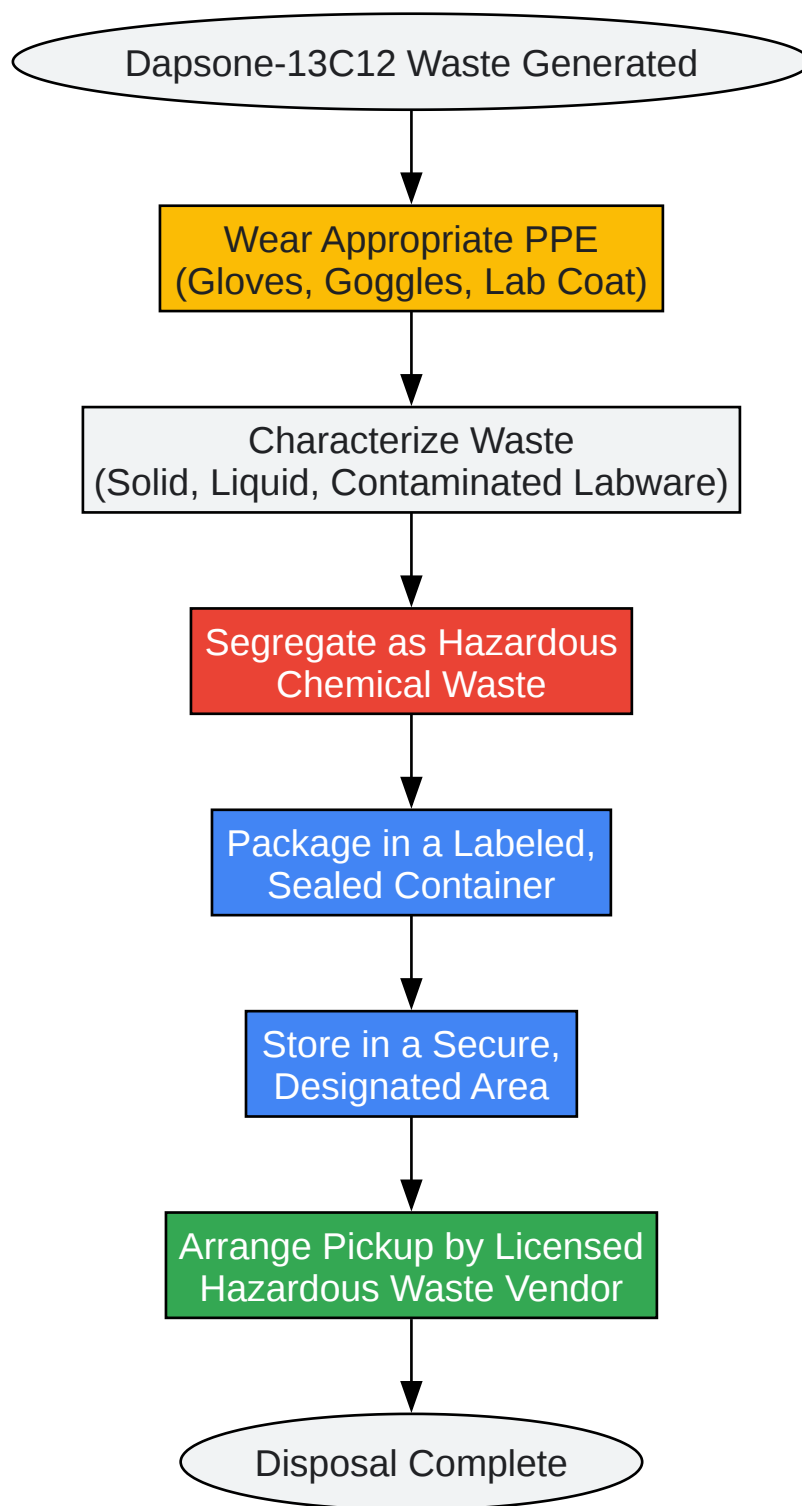 Dapsone-13C12 Waste Generated
Wear Appropriate PPE
(Gloves, Goggles, Lab Coat)
Characterize Waste
(Solid, Liquid, Contaminated Labware)
Segregate as Hazardous
Chemical Waste
Package in a Labeled,
Sealed Container
Store in a Secure,
Designated Area
Arrange Pickup by Licensed
Hazardous Waste Vendor
Disposal Complete